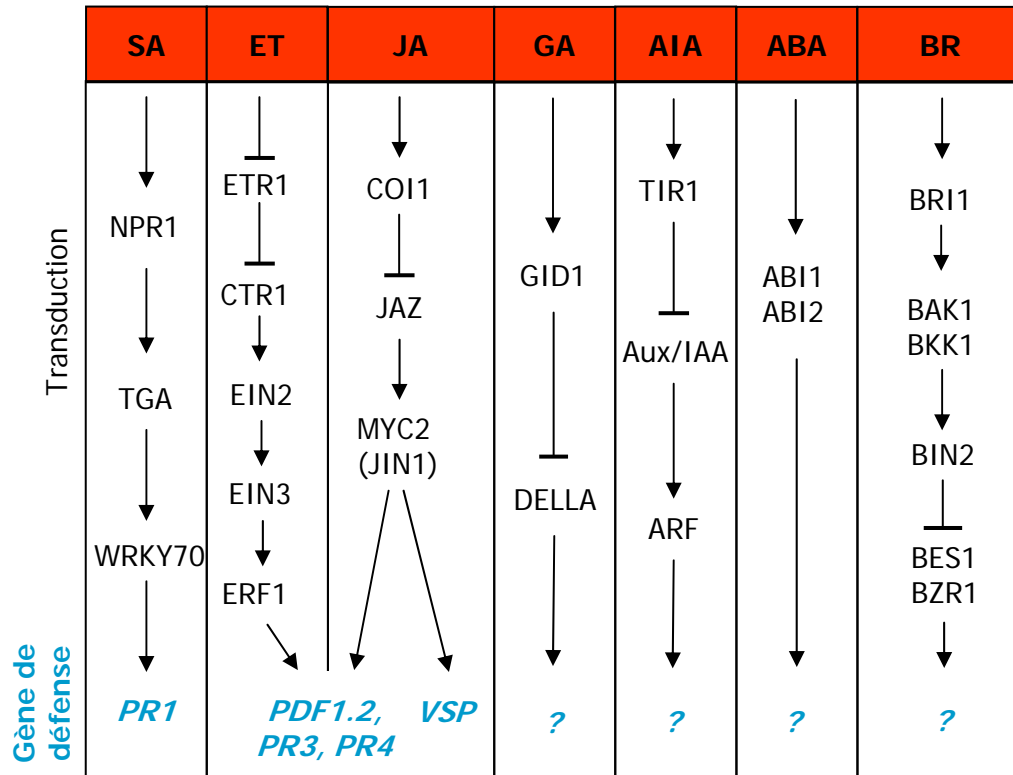 SA
ET
JA
GA
AIA
ABA
BR
Transduction
NPR1
TGA
WRKY70
ETR1
CTR1
EIN2
EIN3
ERF1
COI1
JAZ
MYC2
(JIN1)
GID1
DELLA
TIR1
Aux/IAA
ARF
ABI1
ABI2
BRI1
BAK1
BKK1
BIN2
BES1
BZR1
Gène de
défense
PR1
PDF1.2,
PR3, PR4
VSP
?
?
?
?